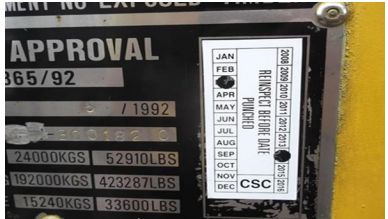 APPROVAL
365/92
/ 1992
24000KGS 52910LBS
192000KGS 423287LBS
15240KGS 33600LBS
JAN
FEB
APR
MAY
JUN
JUL
AUG
SEP
OCT
NOV
DEC
REINSPECT BEFORE DATE
PUNCHED
CSC
2008 2009 2010 2011 2012 2013 2015 2016